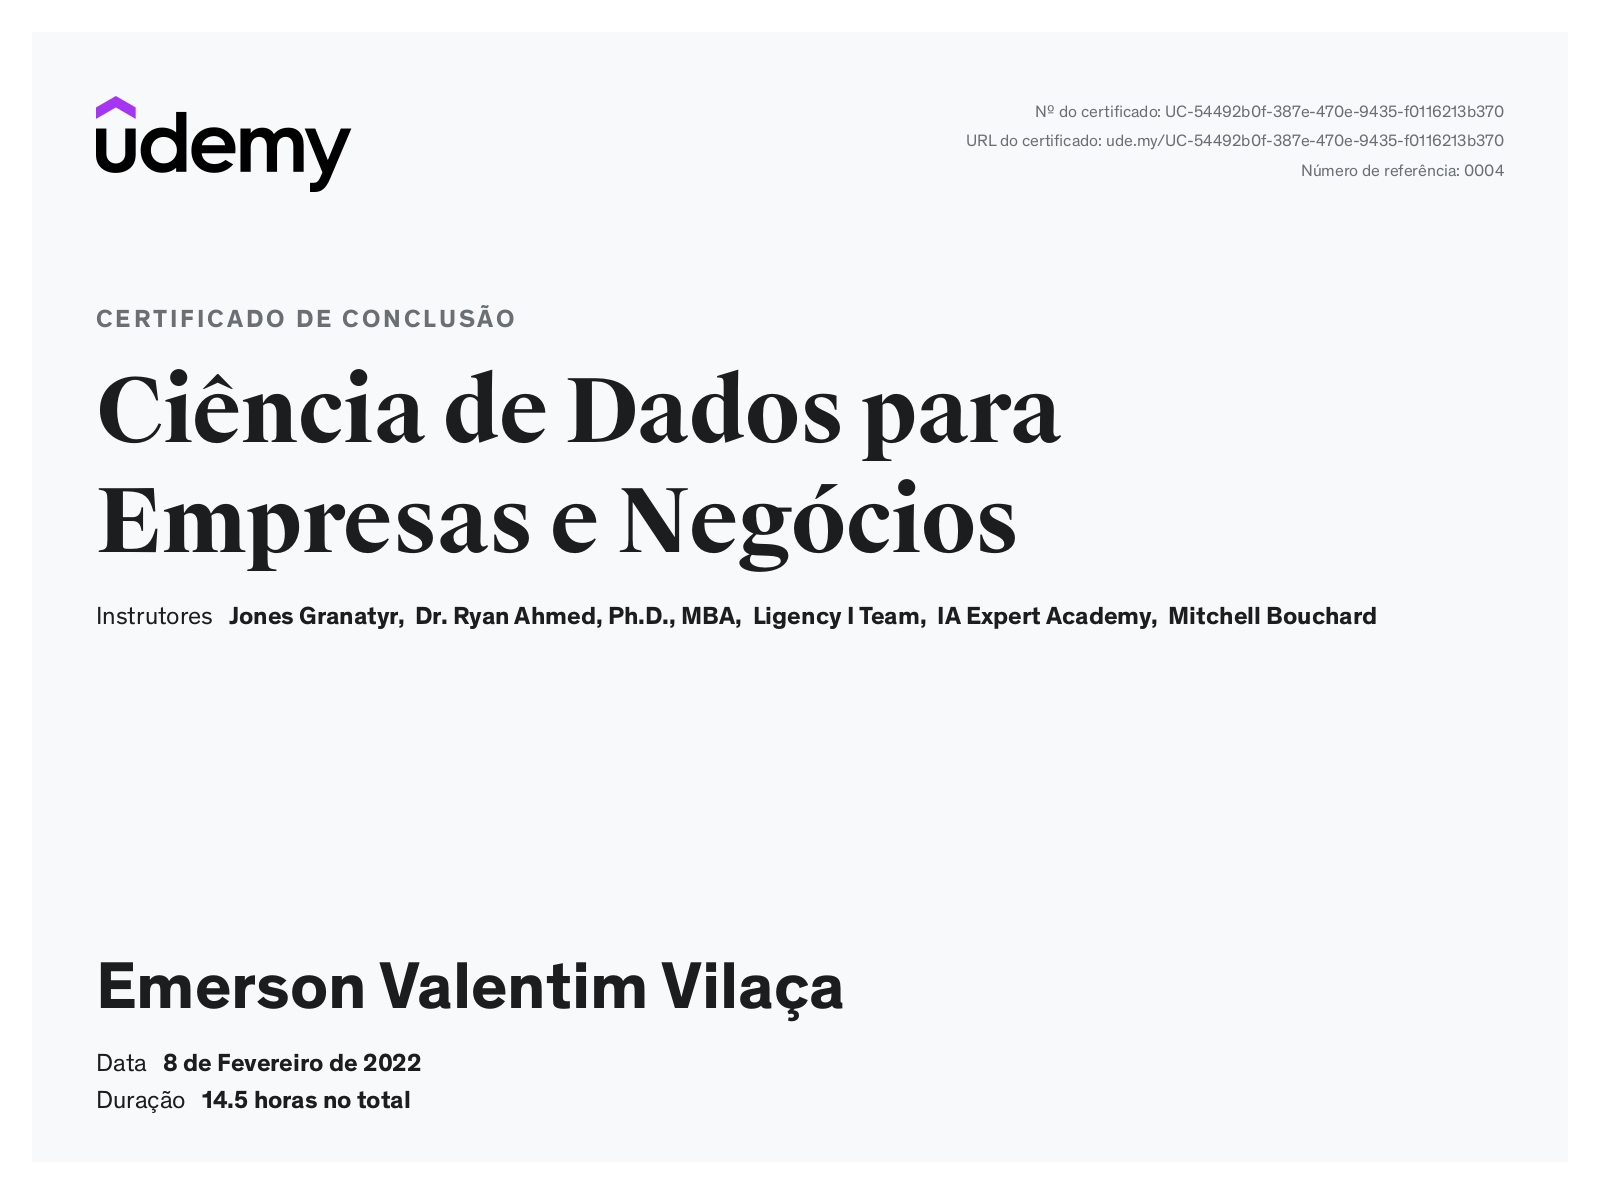 udemy
Nº do certificado: UC-54492b0f-387e-470e-9435-f0116213b370
URL do certificado: ude.my/UC-54492b0f-387e-470e-9435-f0116213b370
Número de referência: 0004
CERTIFICADO DE CONCLUSÃO
Ciência de Dados para
Empresas e Negócios
Instrutores Jones Granatyr, Dr. Ryan Ahmed, Ph.D., MBA, Ligency I Team, IA Expert Academy, Mitchell Bouchard
Emerson Valentim Vilaça
Data 8 de Fevereiro de 2022
Duração 14.5 horas no total